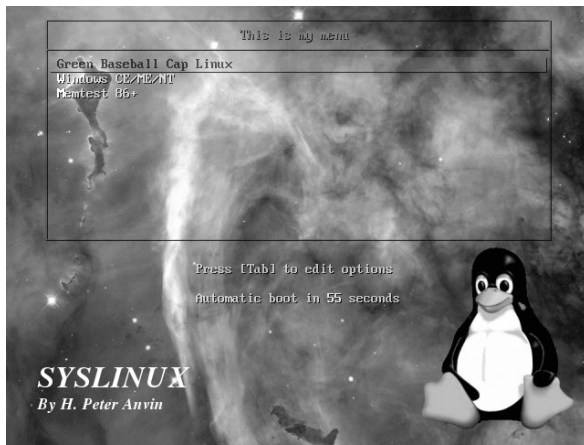 This is my menu
Green Baseball Cap Linux
Windows CE/ME/NT
Memtest 86+
Press [Tab] to edit options
Automatic boot in 55 seconds
SYSLINUX
By H. Peter Anvin